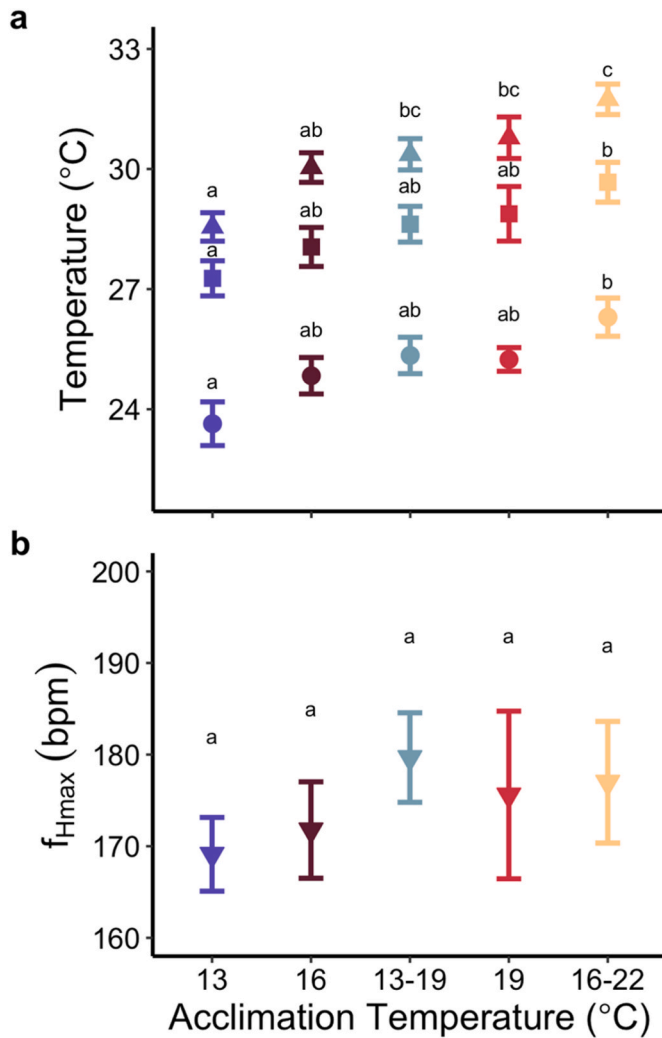 a
Temperature (°C)
33
30
27
24
a
ab
bc
bc
c
a
ab
ab
ab
b
a
ab
ab
ab
b
b
fHmax (bpm)
200
190
180
170
160
a
a
a
a
a
13
16
13-19
19
16-22
Acclimation Temperature (°C)